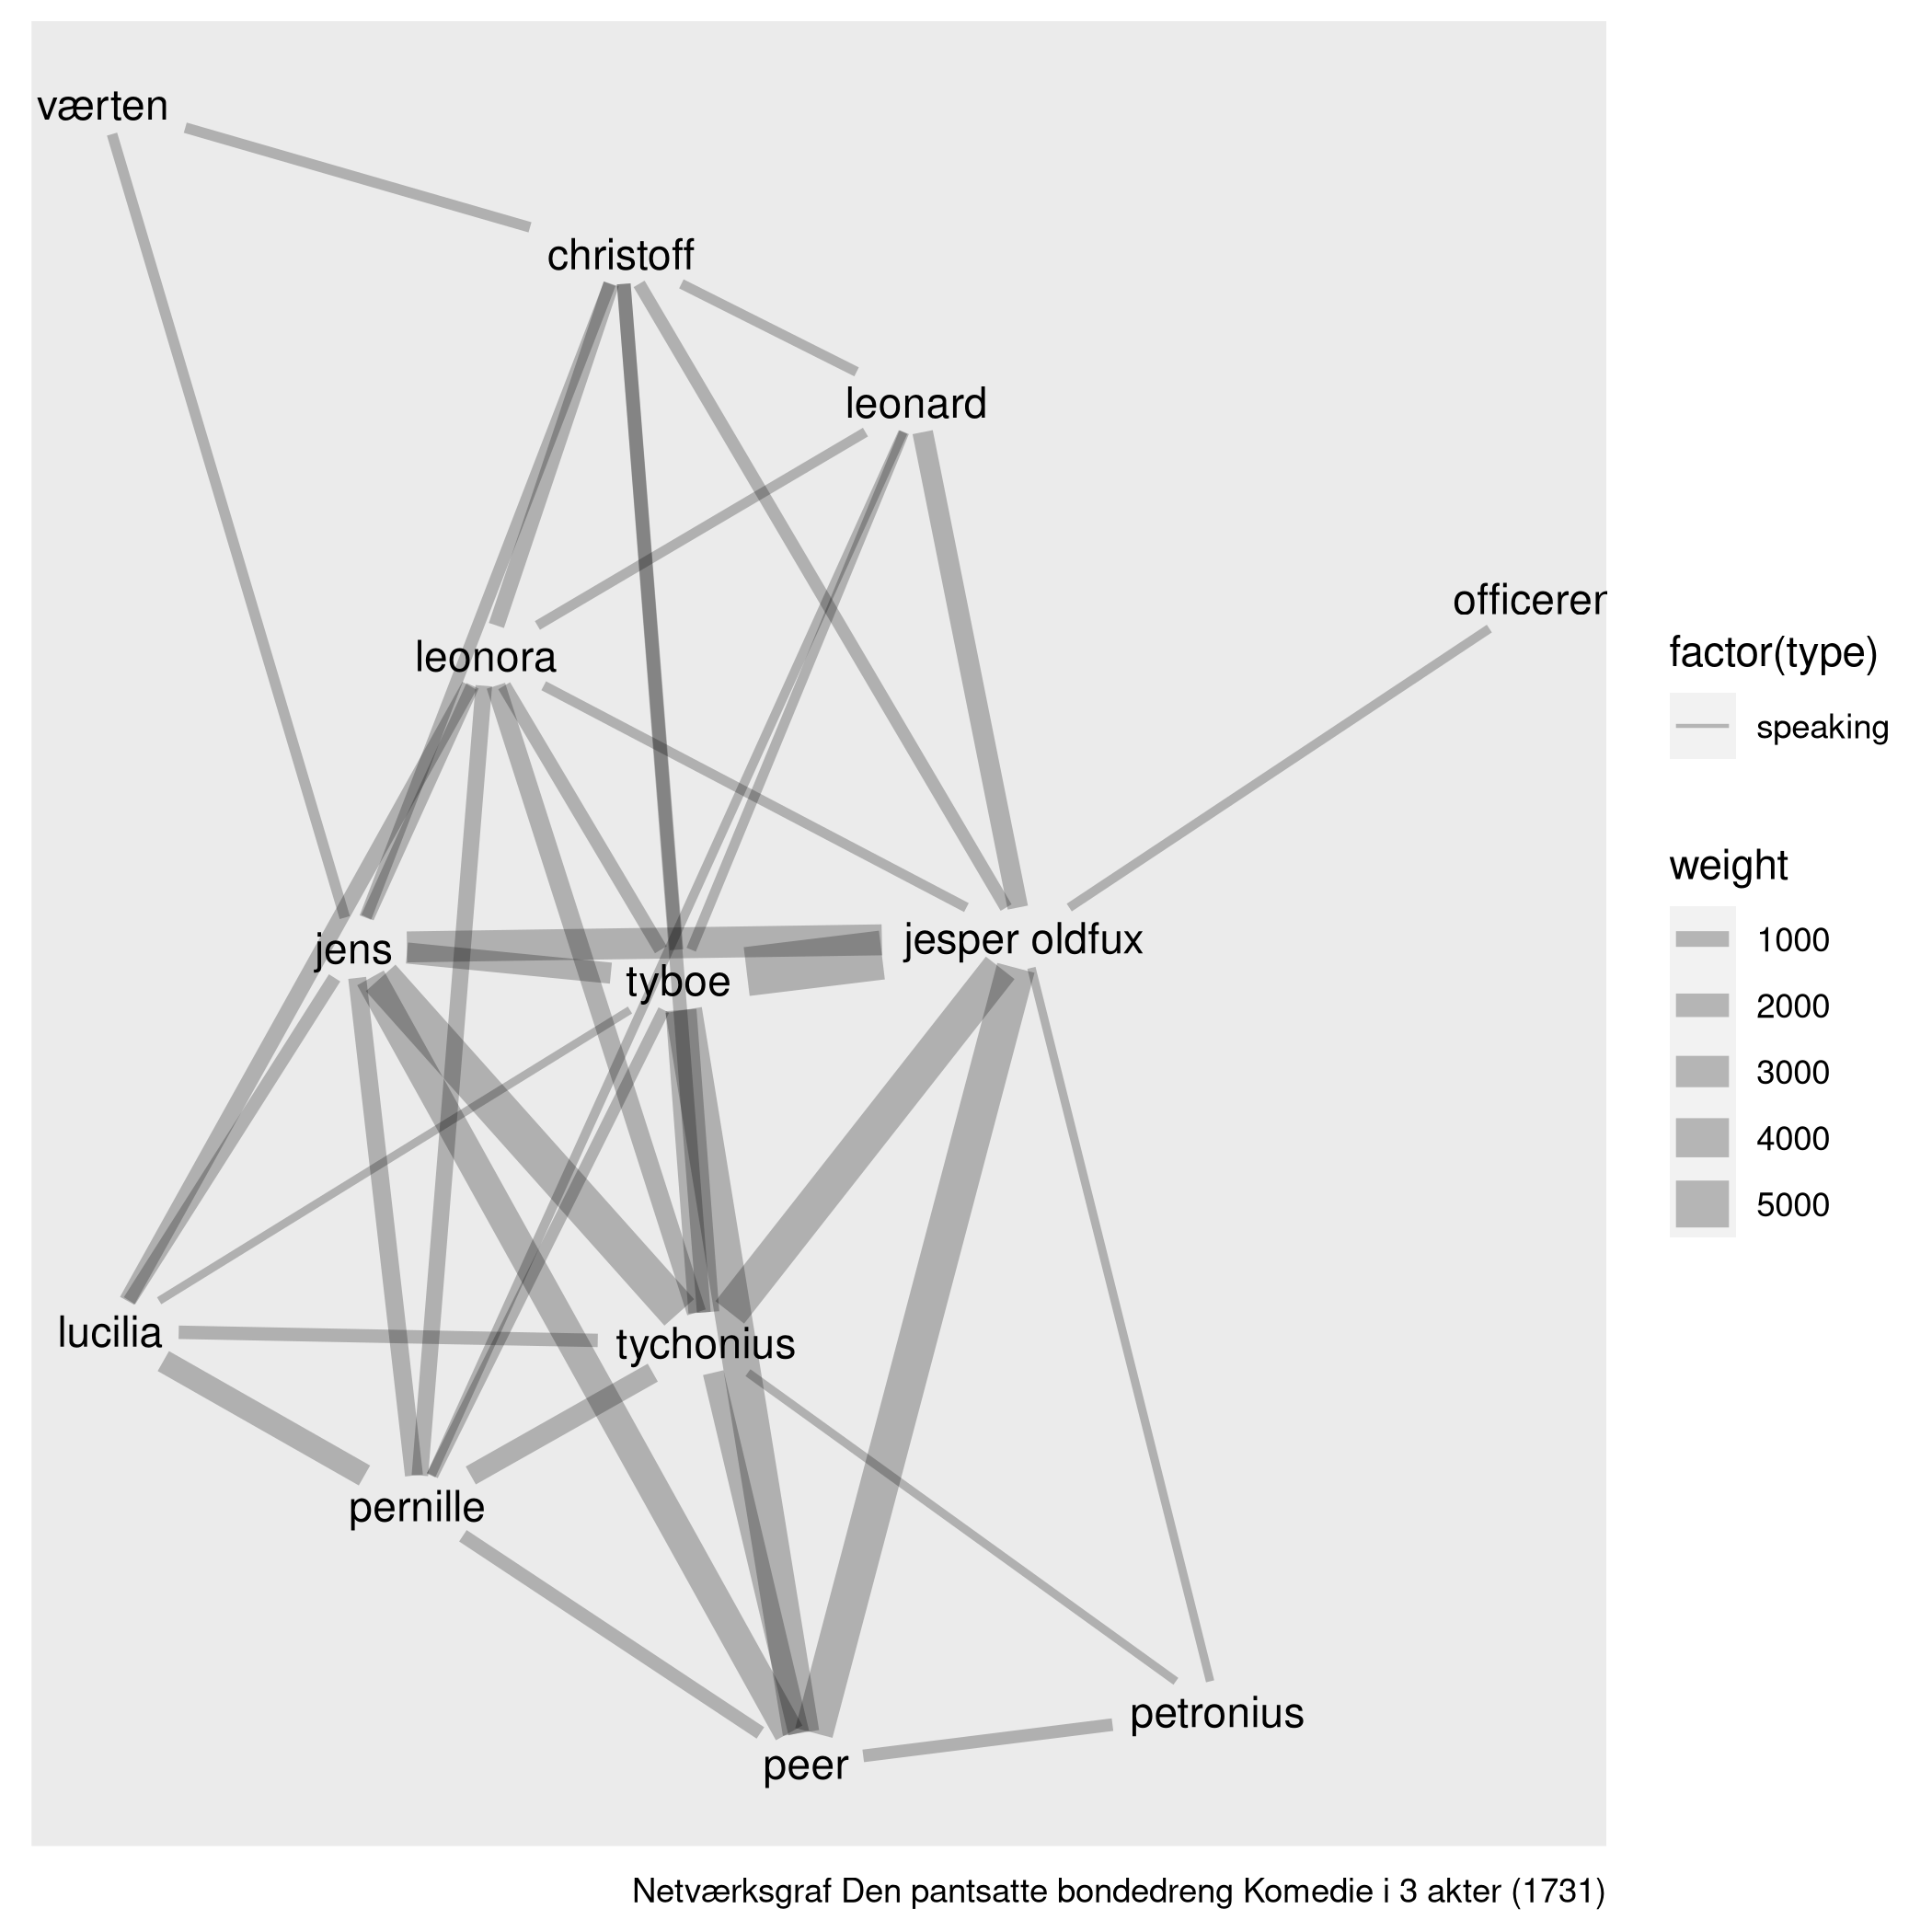 værten
christoff
leonard
officerer
leonora
factor(type)
speaking
weight
1000
2000
3000
4000
5000
jens
jesper oldfux
tyboe
lucilia
tychonius
pernille
petronius
peer
Netværksgraf Den pantsatte bondedreng Komedie i 3 akter (1731)